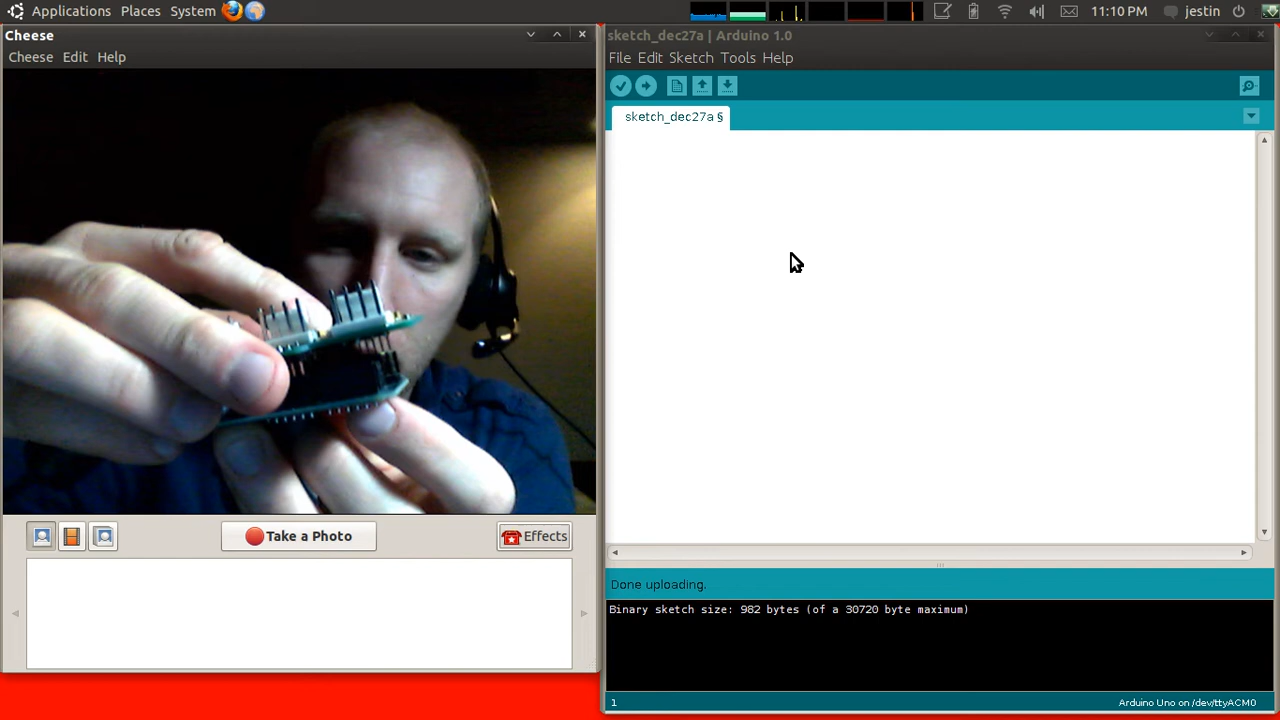 Applications Places System 11:10 PM jestin
Cheese
Cheese Edit Help
Take a Photo
Effects
sketch_dec27a | Arduino 1.0
File Edit Sketch Tools Help
sketch_dec27a §
Done uploading.
Binary sketch size: 982 bytes (of a 30720 byte maximum)
1 Arduino Uno on /dev/ttyACM0